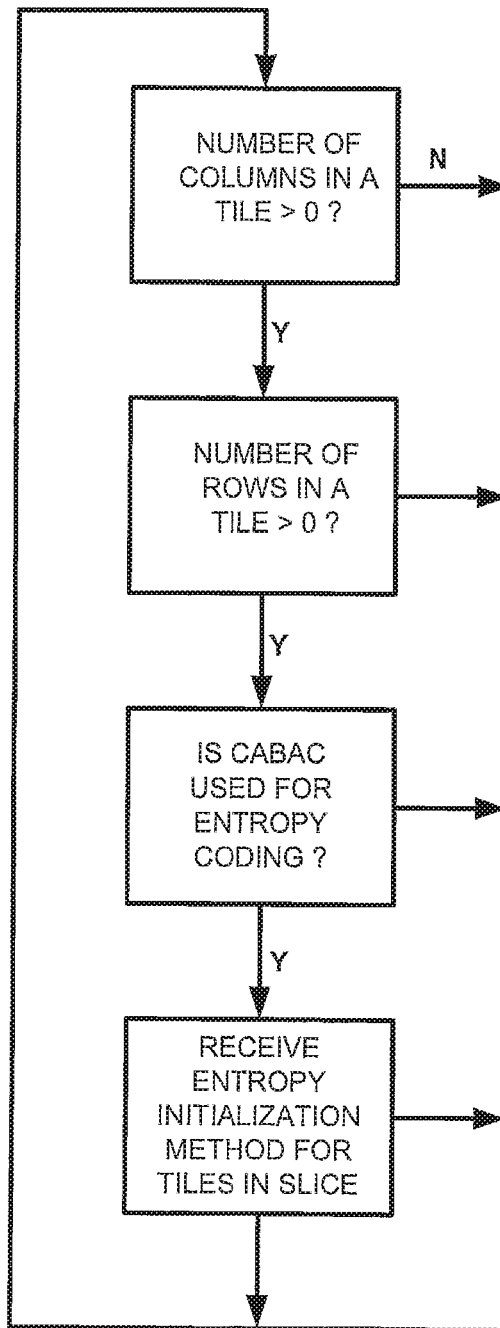 NUMBER OF
COLUMNS IN A
TILE > 0 ?
N
Y
NUMBER OF
ROWS IN A
TILE > 0 ?
Y
IS CABAC
USED FOR
ENTROPY
CODING ?
Y
RECEIVE
ENTROPY
INITIALIZATION
METHOD FOR
TILES IN SLICE